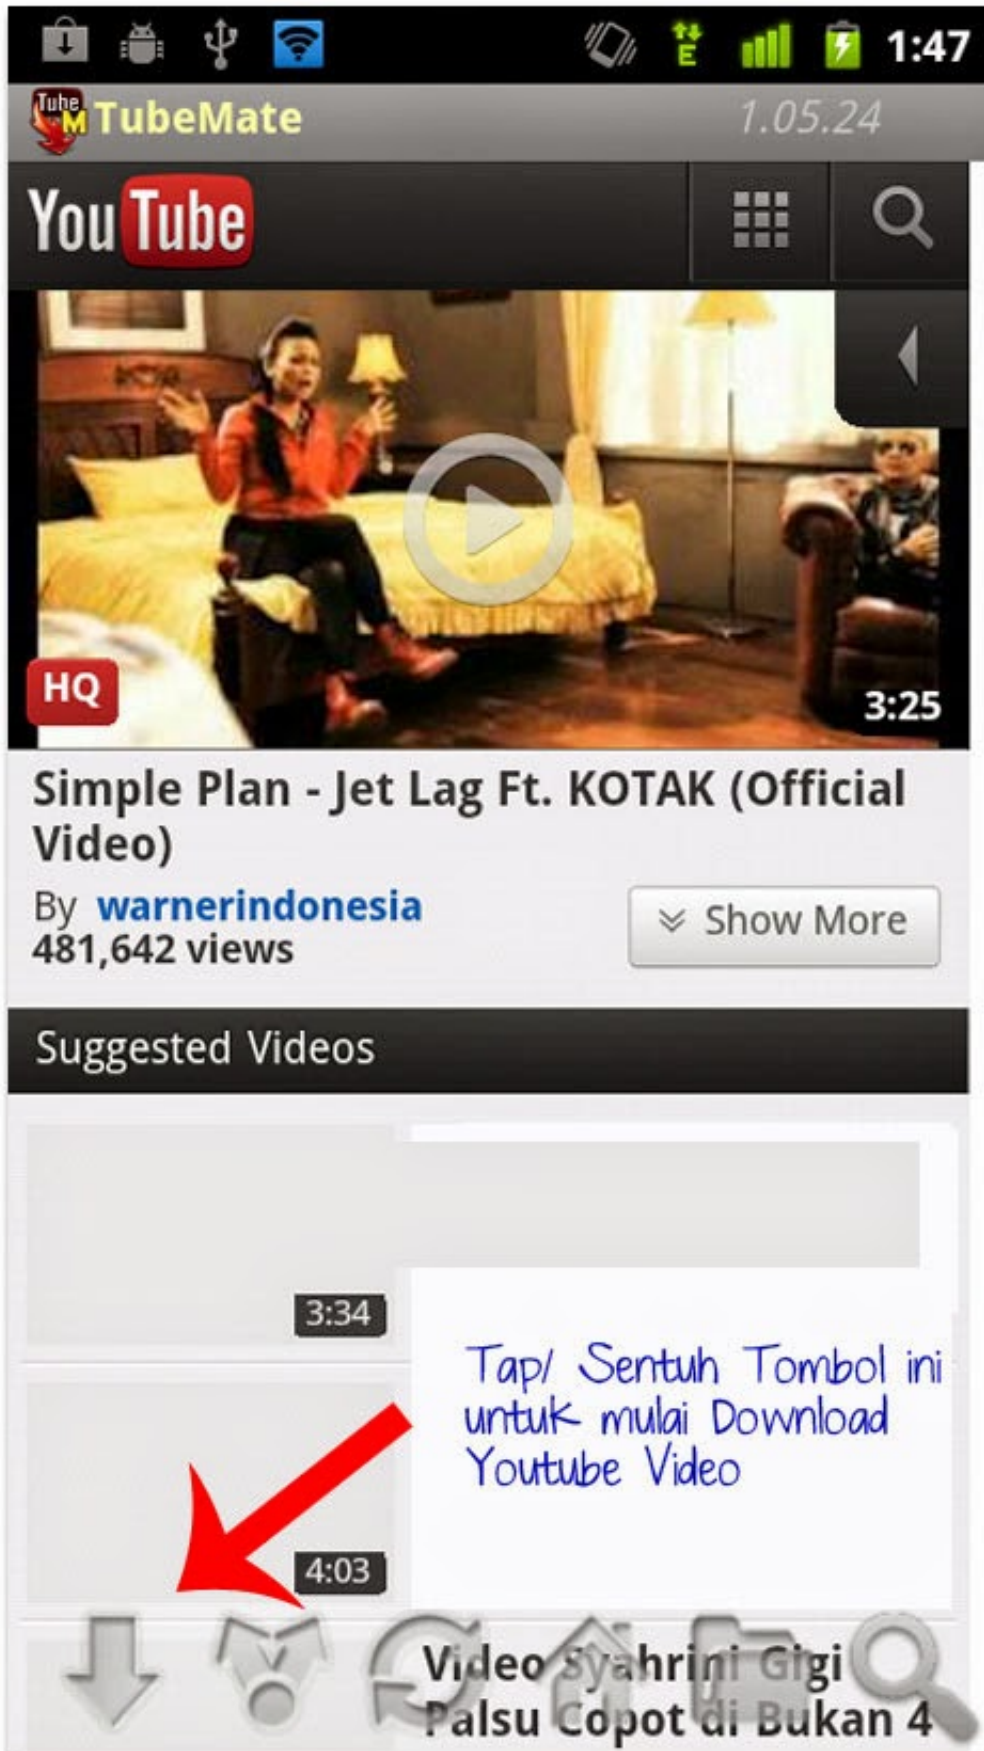 1:47
Tube
M
TubeMate
1.05.24
YouTube
HQ
3:25
Simple Plan - Jet Lag Ft. KOTAK (Official
Video)
By warnerindonesia
481,642 views
Show More
Suggested Videos
3:34
Tap/ Sentuh Tombol ini
untuk mulai Download
Youtube Video
4:03
Video Syahrini Gigi
Palsu Copot di Bukan 4